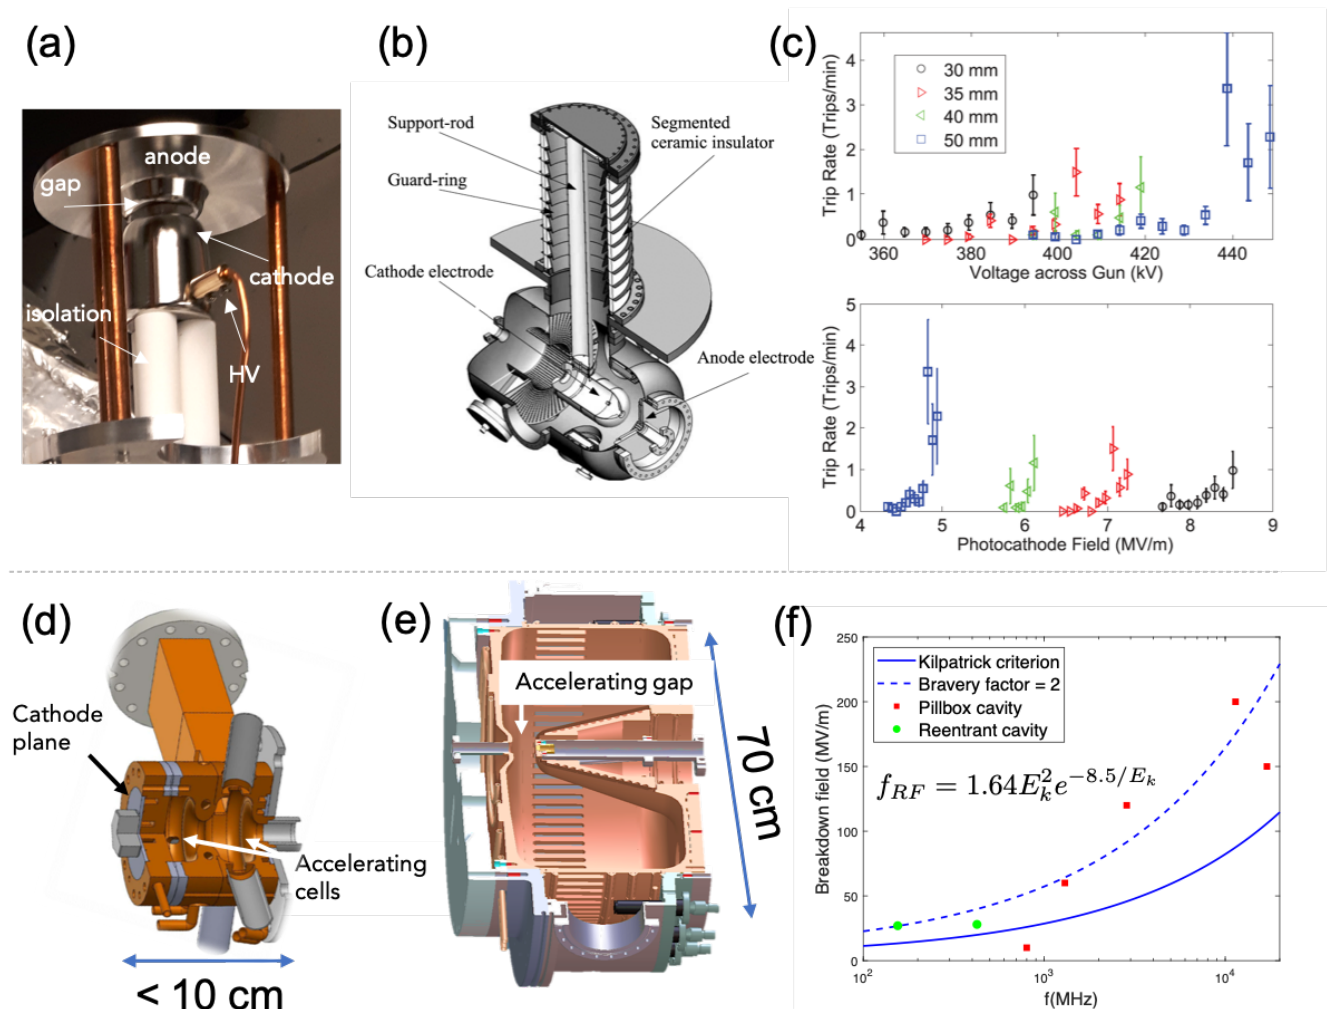 (a)
anode
gap
cathode
isolation
HV
(b)
Support-rod
Segmented
ceramic insulator
Guard-ring
Cathode electrode
Anode electrode
(c)
Trip Rate (Trips/min)
4
3
2
1
0
30 mm
35 mm
40 mm
50 mm
360 380 400 420 440
Voltage across Gun (kV)
Trip Rate (Trips/min)
5
4
3
2
1
0
4 5 6 7 8 9
Photocathode Field (MV/m)
(d)
Cathode
plane
Accelerating
cells
< 10 cm
(e)
Accelerating gap
70 cm
(f)
Breakdown field (MV/m)
250
200
150
100
50
0
Kilpatrick criterion
Bravery factor = 2
Pillbox cavity
Reentrant cavity
f_{RF} = 1.64E_k^2 e^{-8.5/E_k}
10^2 10^3 10^4
f(MHz)